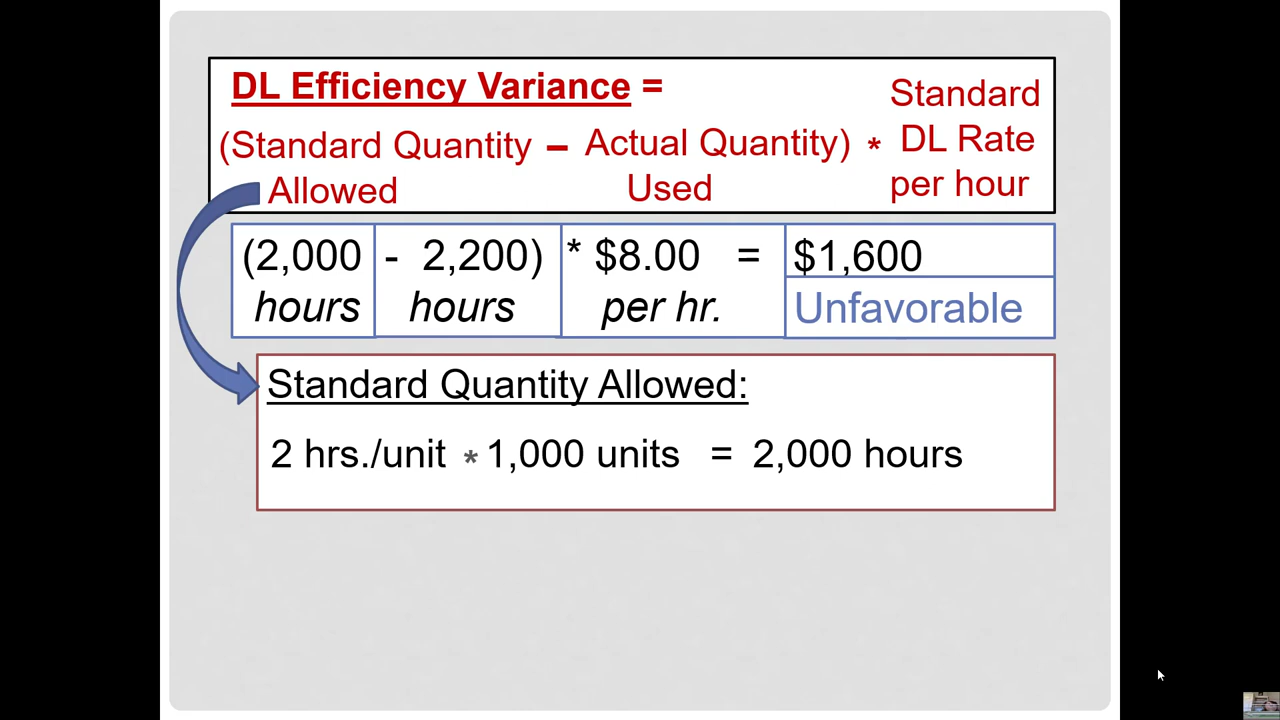 DL Efficiency Variance =
(Standard Quantity Allowed – Actual Quantity) Used * Standard DL Rate per hour
(2,000 hours - 2,200) hours * $8.00 per hr. = $1,600
Unfavorable
Standard Quantity Allowed:
2 hrs./unit * 1,000 units = 2,000 hours